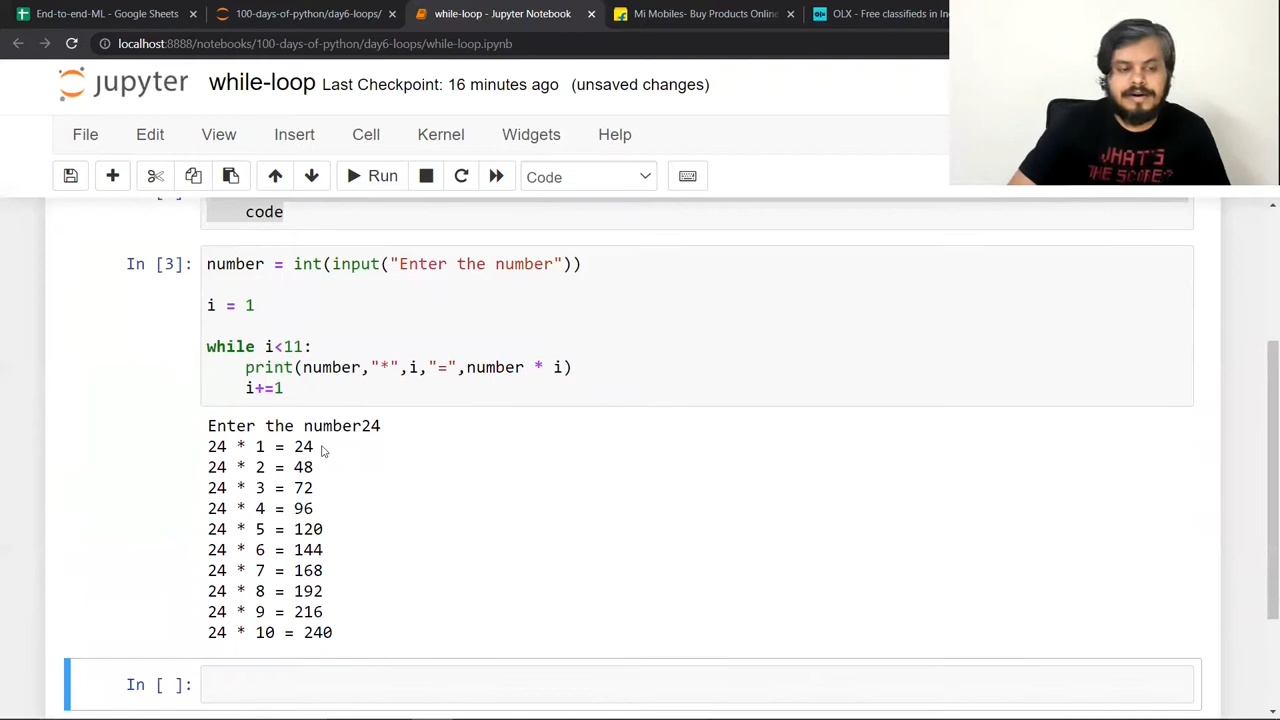 End-to-end-ML - Google Sheets
100-days-of-python/day6-loops/
while-loop - Jupyter Notebook
Mi Mobiles- Buy Products Online
OLX - Free classifieds in In
localhost:8888/notebooks/100-days-of-python/day6-loops/while-loop.ipynb
jupyter while-loop Last Checkpoint: 16 minutes ago (unsaved changes)
File Edit View Insert Cell Kernel Widgets Help
Run Code
WHAT'S
THE SCORE?
code
In [3]: number = int(input("Enter the number"))
i = 1
while i<11:
print(number,"*",i,"=",number * i)
i+=1
Enter the number24
24 * 1 = 24
24 * 2 = 48
24 * 3 = 72
24 * 4 = 96
24 * 5 = 120
24 * 6 = 144
24 * 7 = 168
24 * 8 = 192
24 * 9 = 216
24 * 10 = 240
In [ ]: